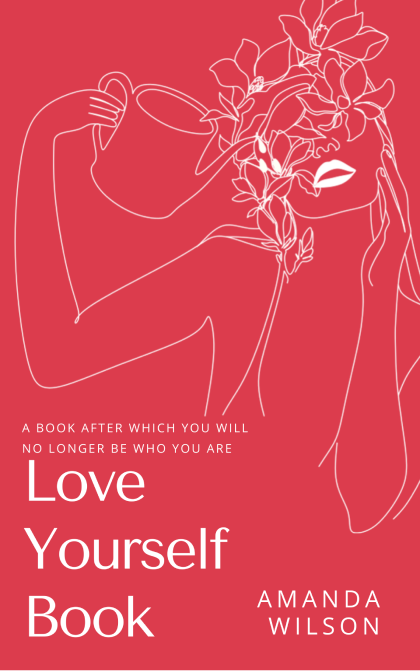 A BOOK AFTER WHICH YOU WILL
NO LONGER BE WHO YOU ARE
Love
Yourself
Book
AMANDA
WILSON